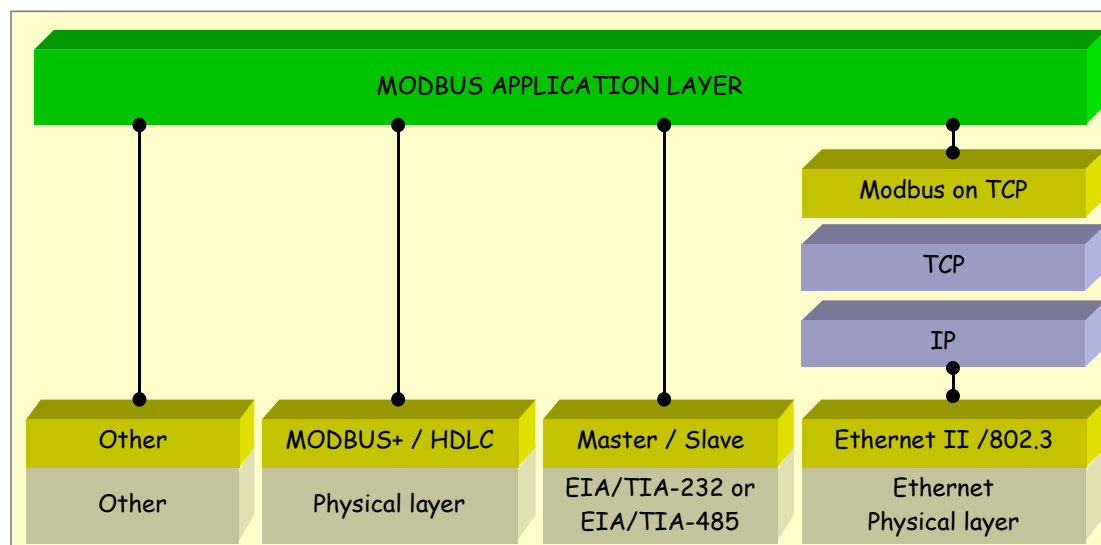 MODBUS APPLICATION LAYER
Modbus on TCP
TCP
IP
Other
MODBUS+ / HDLC
Master / Slave
Ethernet II /802.3
Other
Physical layer
EIA/TIA-232 or
EIA/TIA-485
Ethernet
Physical layer